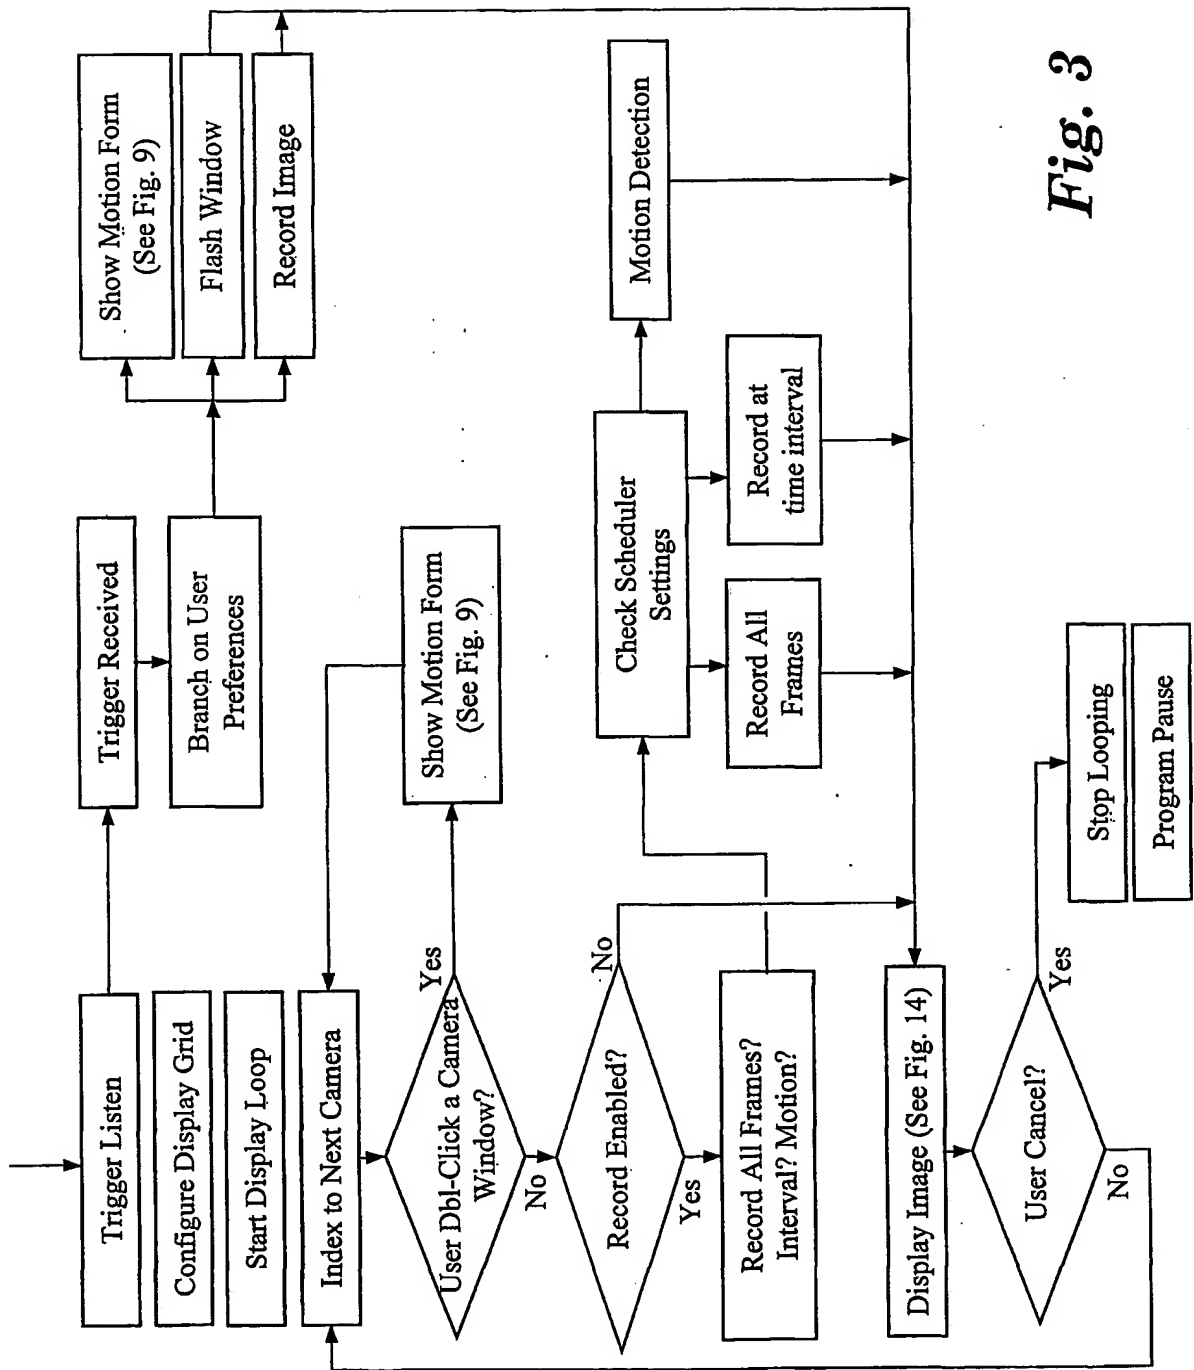 Trigger Listen
Configure Display Grid
Start Display Loop
Index to Next Camera
User Dbl-Click a Camera
Window?
Yes
No
Record Enabled?
No
Yes
Record All Frames?
Interval? Motion?
Display Image (See Fig. 14)
User Cancel?
Yes
No
Trigger Received
Branch on User
Preferences
Show Motion Form
(See Fig. 9)
Check Scheduler
Settings
Record All
Frames
Record at
time interval
Motion Detection
Stop Looping
Program Pause
Show Motion Form
(See Fig. 9)
Flash Window
Record Image
Fig. 3